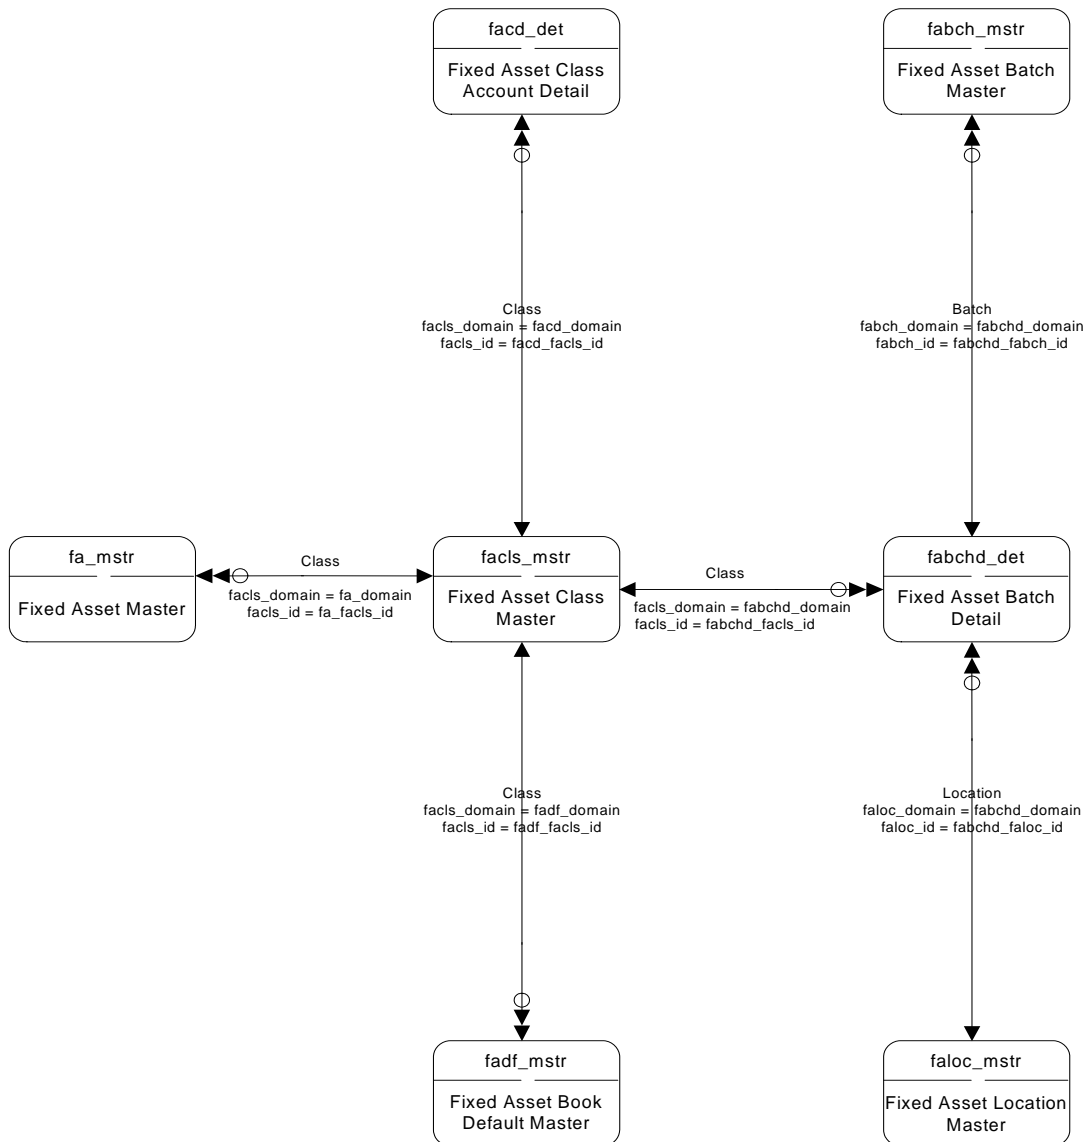 facd_det
Fixed Asset Class
Account Detail
fabch_mstr
Fixed Asset Batch
Master
Class
facls_domain = facd_domain
facls_id = facd_facls_id
Batch
fabch_domain = fabchd_domain
fabch_id = fabchd_fabch_id
fa_mstr
Fixed Asset Master
Class
facls_domain = fa_domain
facls_id = fa_facls_id
facls_mstr
Fixed Asset Class
Master
Class
facls_domain = fabchd_domain
facls_id = fabchd_facls_id
fabchd_det
Fixed Asset Batch
Detail
Class
facls_domain = fadf_domain
facls_id = fadf_facls_id
Location
faloc_domain = fabchd_domain
faloc_id = fabchd_faloc_id
fadf_mstr
Fixed Asset Book
Default Master
faloc_mstr
Fixed Asset Location
Master